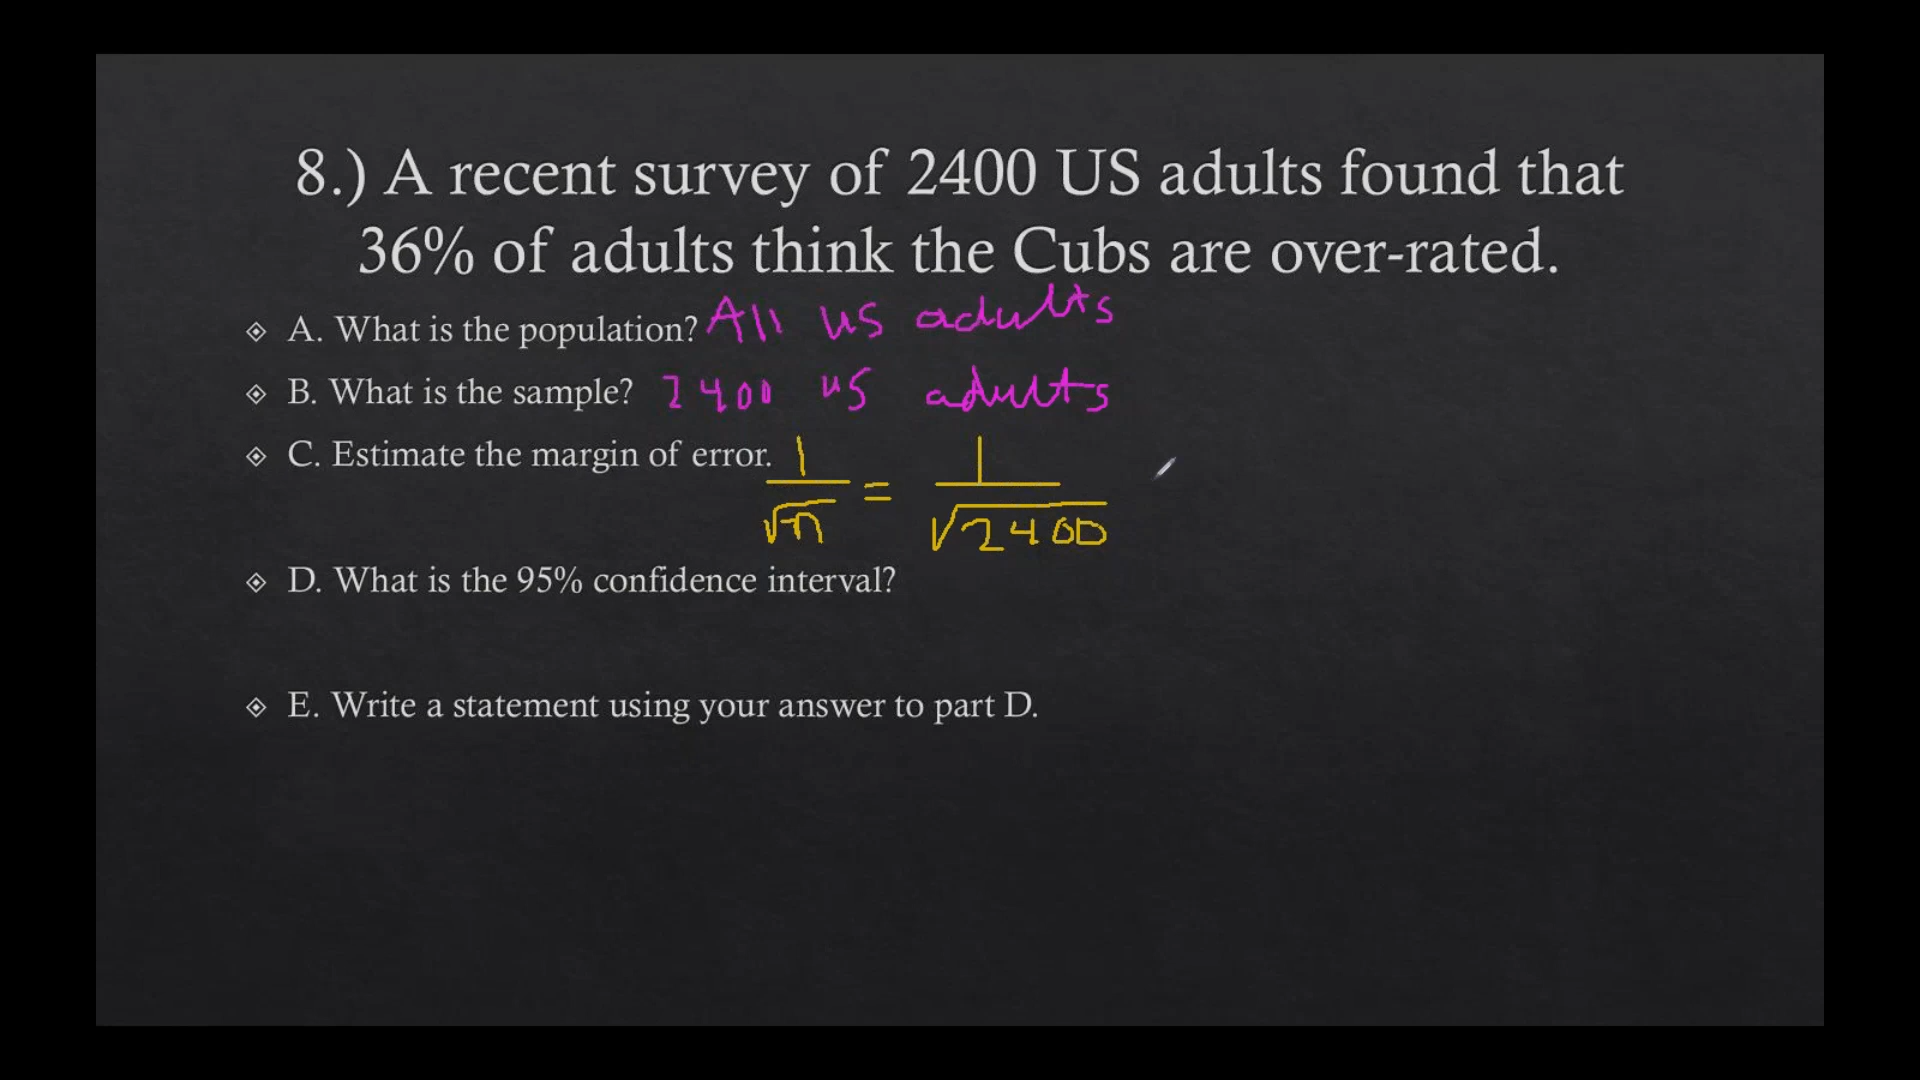 8.) A recent survey of 2400 US adults found that
36% of adults think the Cubs are over-rated.
A. What is the population? All US adults
B. What is the sample? 2400 US adults
C. Estimate the margin of error. 1/√n = 1/√2400
D. What is the 95% confidence interval?
E. Write a statement using your answer to part D.